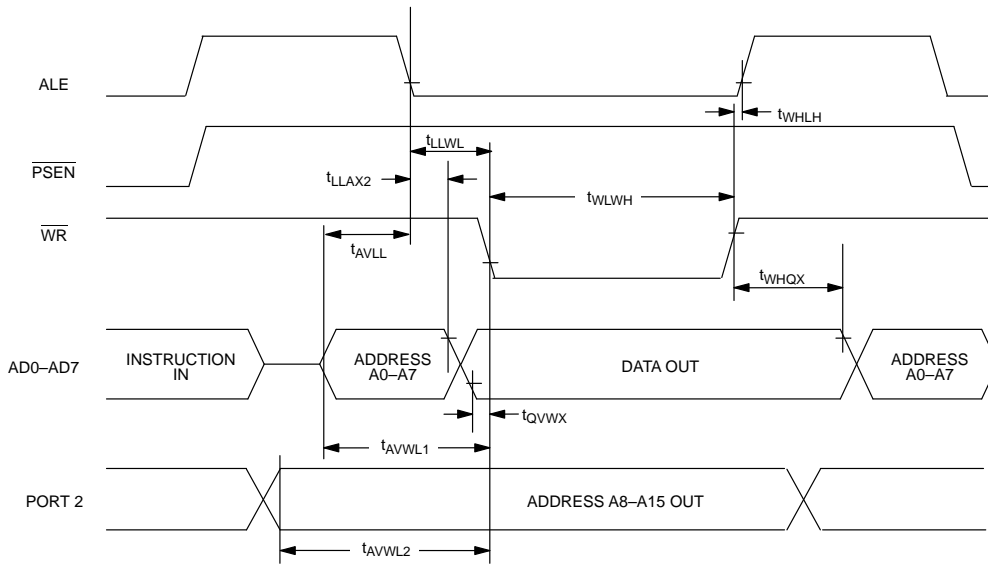 ALE
tWHLH
PSEN
tLLWL
tLLAX2
tWLWH
WR
tAVLL
tWHQX
AD0–AD7
INSTRUCTION
IN
ADDRESS
A0–A7
DATA OUT
ADDRESS
A0–A7
tQVWX
tAVWL1
PORT 2
ADDRESS A8–A15 OUT
tAVWL2